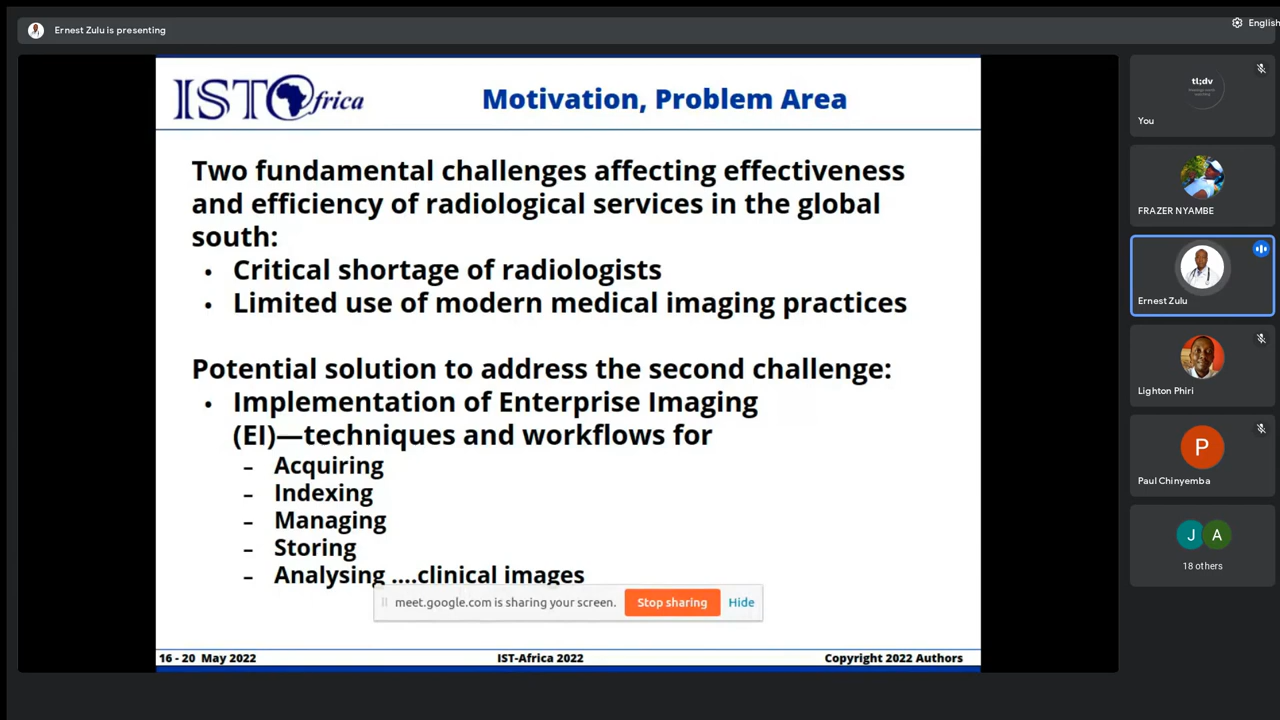 Ernest Zulu is presenting
English
IST Africa
Motivation, Problem Area
Two fundamental challenges affecting effectiveness
and efficiency of radiological services in the global
south:
• Critical shortage of radiologists
• Limited use of modern medical imaging practices
Potential solution to address the second challenge:
• Implementation of Enterprise Imaging
(EI)—techniques and workflows for
– Acquiring
– Indexing
– Managing
– Storing
– Analysing ....clinical images
meet.google.com is sharing your screen.
Stop sharing
Hide
16 - 20 May 2022
IST-Africa 2022
Copyright 2022 Authors
tl;dv
You
FRAZER NYAMBE
Ernest Zulu
Lighton Phiri
P
Paul Chinyemba
J
A
18 others